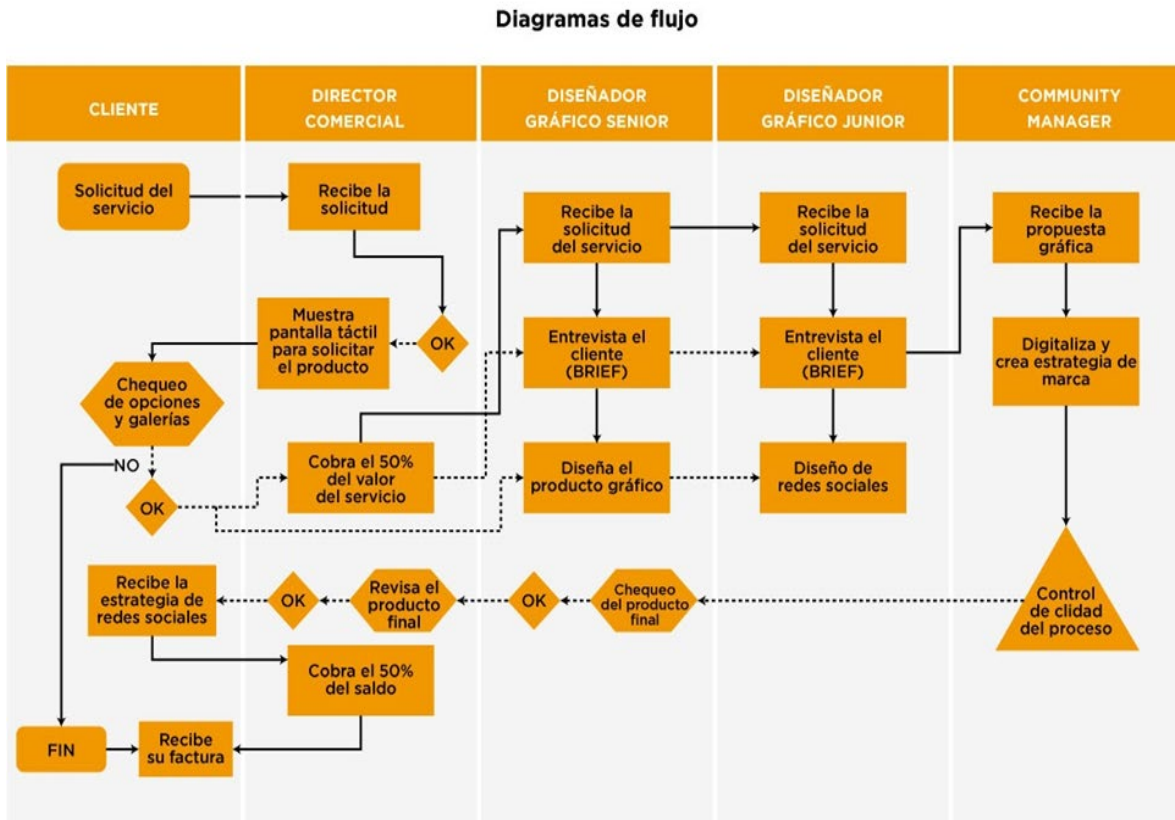 Diagramas de flujo
CLIENTE
DIRECTOR
COMERCIAL
DISEÑADOR
GRÁFICO SENIOR
DISEÑADOR
GRÁFICO JUNIOR
COMMUNITY
MANAGER
Solicitud del
servicio
Recibe la
solicitud
Recibe la
solicitud
del servicio
Recibe la
solicitud
del servicio
Recibe la
propuesta
gráfica
Muestra
pantalla táctil
para solicitar
el producto
OK
Entrevista el
cliente
(BRIEF)
Entrevista el
cliente
(BRIEF)
Digitaliza y
crea estrategia de
marca
Chequeo
de opciones
y galerías
NO
OK
Cobra el 50%
del valor
del servicio
Diseña el
producto gráfico
Diseño de
redes sociales
Recibe la
estrategia de
redes sociales
OK
Revisa el
producto
final
OK
Chequeo
del producto
final
Control
de clidad
del proceso
Cobra el 50%
del saldo
FIN
Recibe
su factura